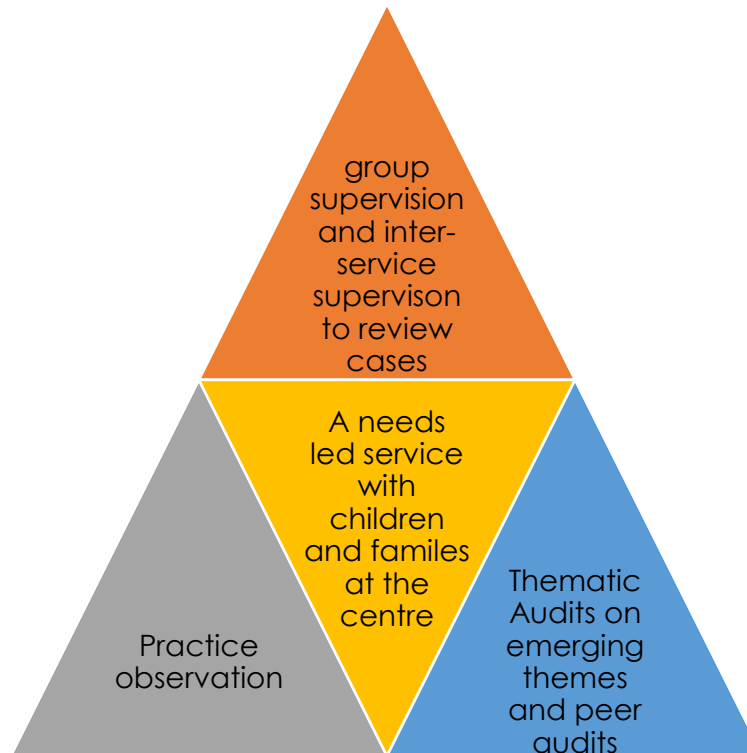 group
supervision
and inter-
service
supervison
to review
cases
A needs
led service
with
children
and familes
at the
centre
Practice
observation
Thematic
Audits on
emerging
themes
and peer
audits